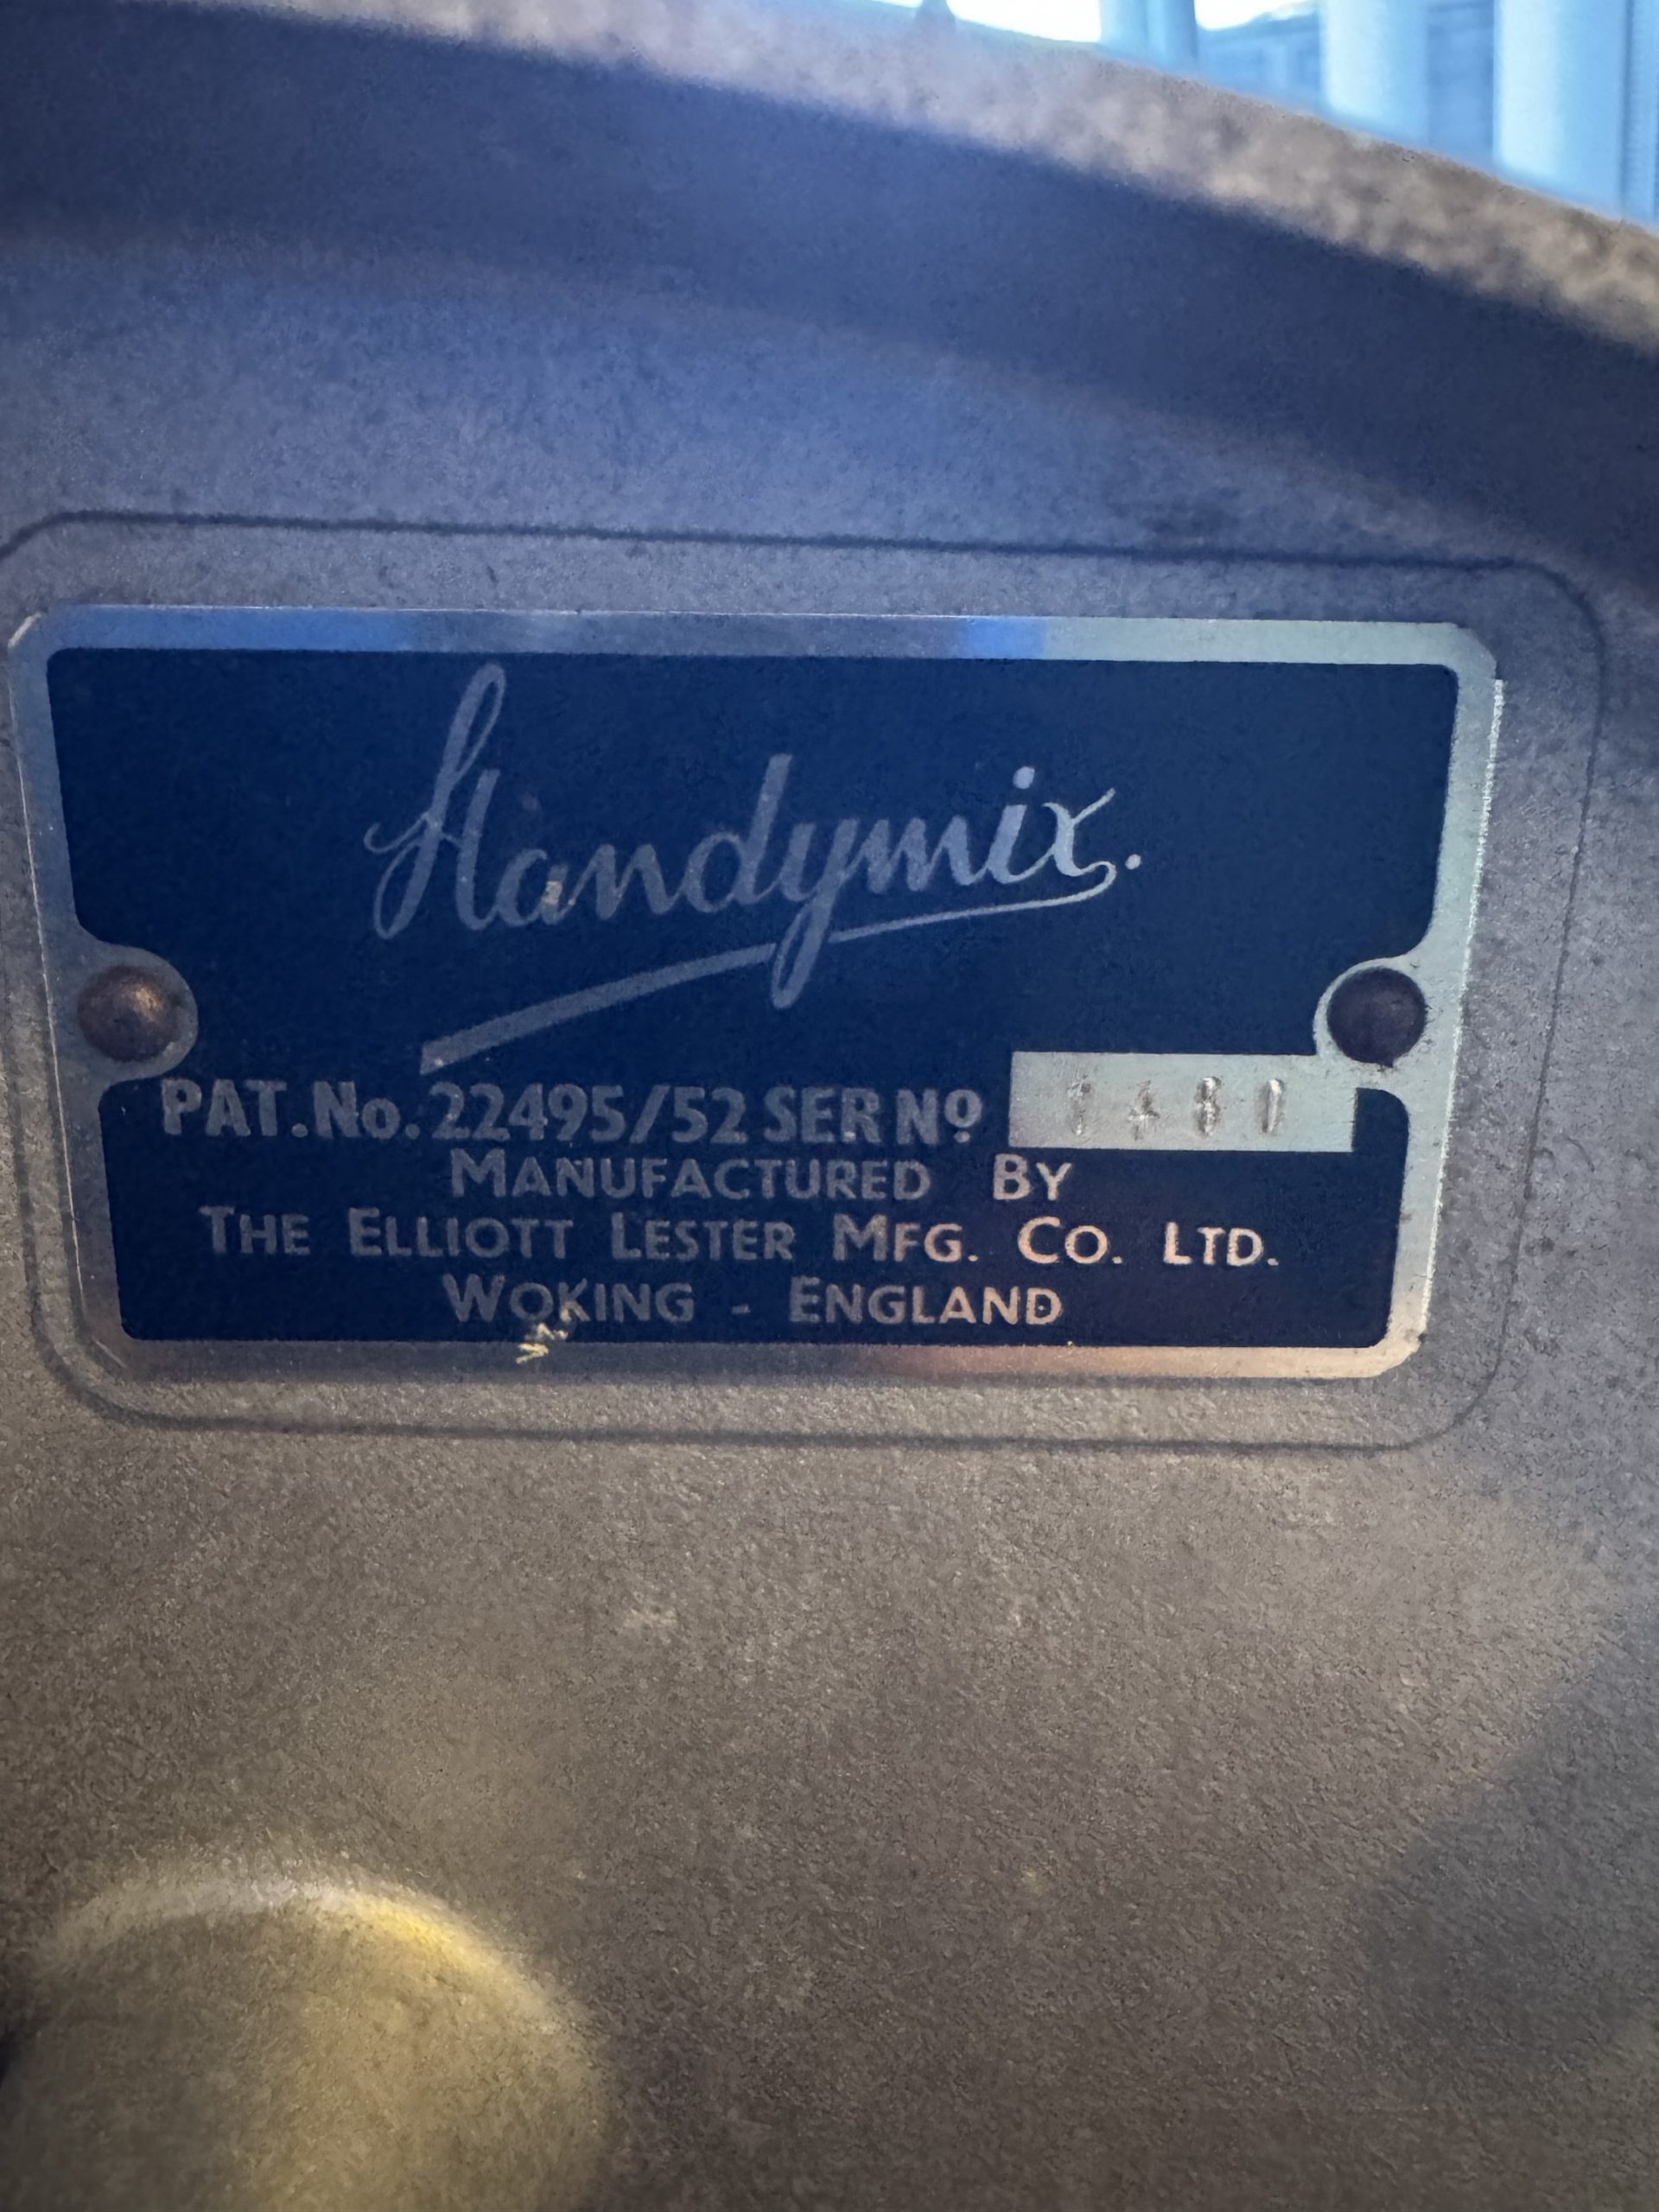 Handymix.
PAT.No.22495/52 SER Nº
MANUFACTURED BY
THE ELLIOTT LESTER MFG. CO. LTD.
WOKING - ENGLAND